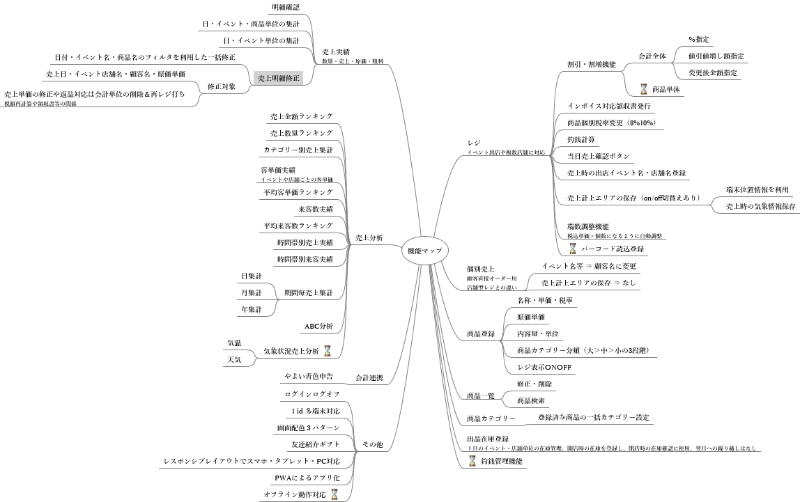 機能マップ
レジ
イベント出店や複数店舗に対応
割引・割増機能
会計全体
%指定
値引値増し額指定
変更後金額指定
商品単体
インボイス対応領収書発行
商品個別税率変更（8%10%）
釣銭計算
当日売上確認ボタン
売上時の出店イベント名・店舗名登録
売上計上エリアの保存（on/off切替えあり）
端末位置情報を利用
売上時の気象情報保存
端数調整機能
税込単価×個数になるように自動調整
バーコード読込登録
個別売上
顧客直接オーダー用
店舗型レジとの違い
イベント名等 ⇒ 顧客名に変更
売上計上エリアの保存 ⇒ なし
商品登録
名称・単価・税率
原価単価
内容量・単位
商品カテゴリー分類（大＞中＞小の3段階）
レジ表示ONOFF
商品一覧
修正・削除
商品検索
商品カテゴリー
登録済み商品の一括カテゴリー設定
出品在庫登録
１日のイベント・店舗単位の在庫管理。開店時の在庫を登録し、閉店時の在庫確認に使用。翌日への繰り越しはなし
釣銭管理機能
売上実績
数量・売上・原価・粗利
明細確認
日・イベント・商品単位の集計
日・イベント単位の集計
売上明細修正
日付・イベント名・商品名のフィルタを利用した一括修正
修正対象
売上日・イベント店舗名・顧客名・原価単価
売上単価の修正や返品対応は会計単位の削除＆再レジ打ち
税額再計算や領収書等の関係
売上分析
売上金額ランキング
売上数量ランキング
カテゴリー別売上集計
客単価実績
イベントや店舗ごとの客単価
平均客単価ランキング
来客数実績
平均来客数ランキング
時間帯別売上実績
時間帯別来客実績
期間毎売上集計
日集計
月集計
年集計
ABC分析
気象状況売上分析
気温
天気
会計連携
やよい青色申告
その他
ログインログオフ
１id 多端末対応
画面配色３パターン
友達紹介ギフト
レスポンシブレイアウトでスマホ・タブレット・PC対応
PWAによるアプリ化
オフライン動作対応